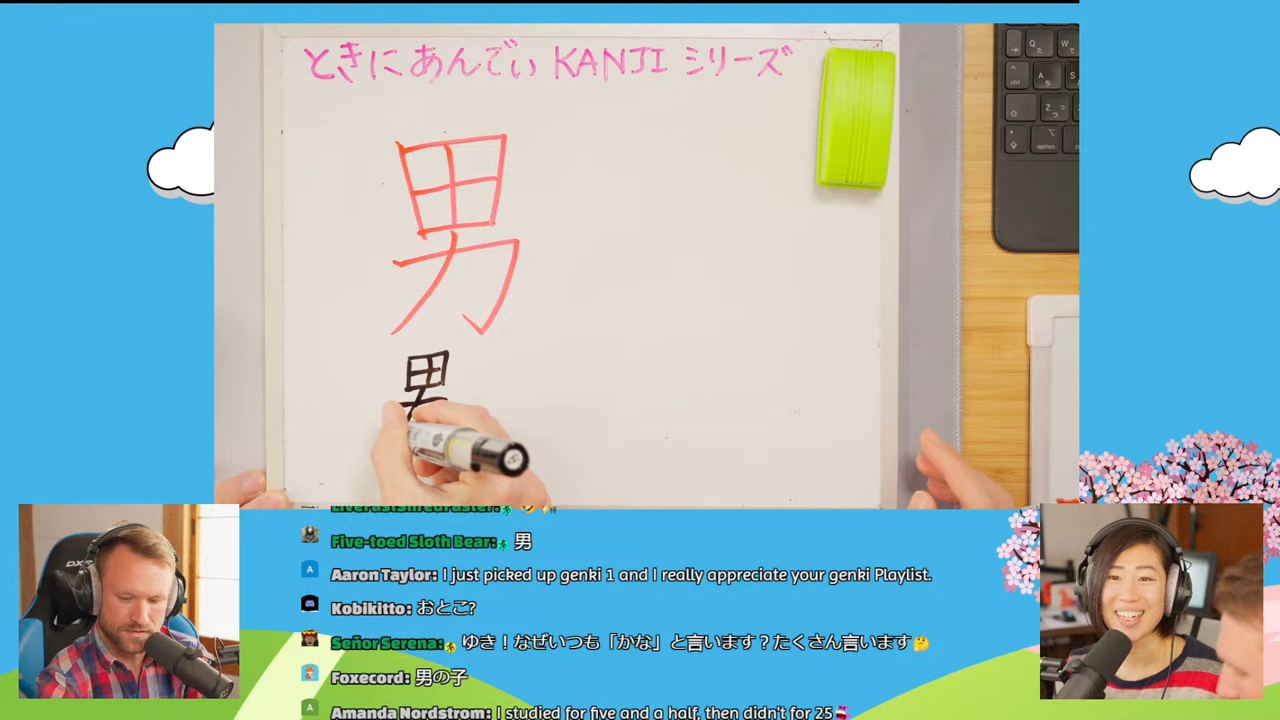 ときにあんでぃ KANJI シリーズ
男
男
Five-toed Sloth Bear: 男
Aaron Taylor: I just picked up genki 1 and I really appreciate your genki Playlist.
Kobikitto: おとこ?
Señor Serena: ゆき！なぜいつも「かな」と言います？たくさん言います🤔
Foxecord: 男の子
Amanda Nordstrom: I studied for five and a half, then didn't for 25